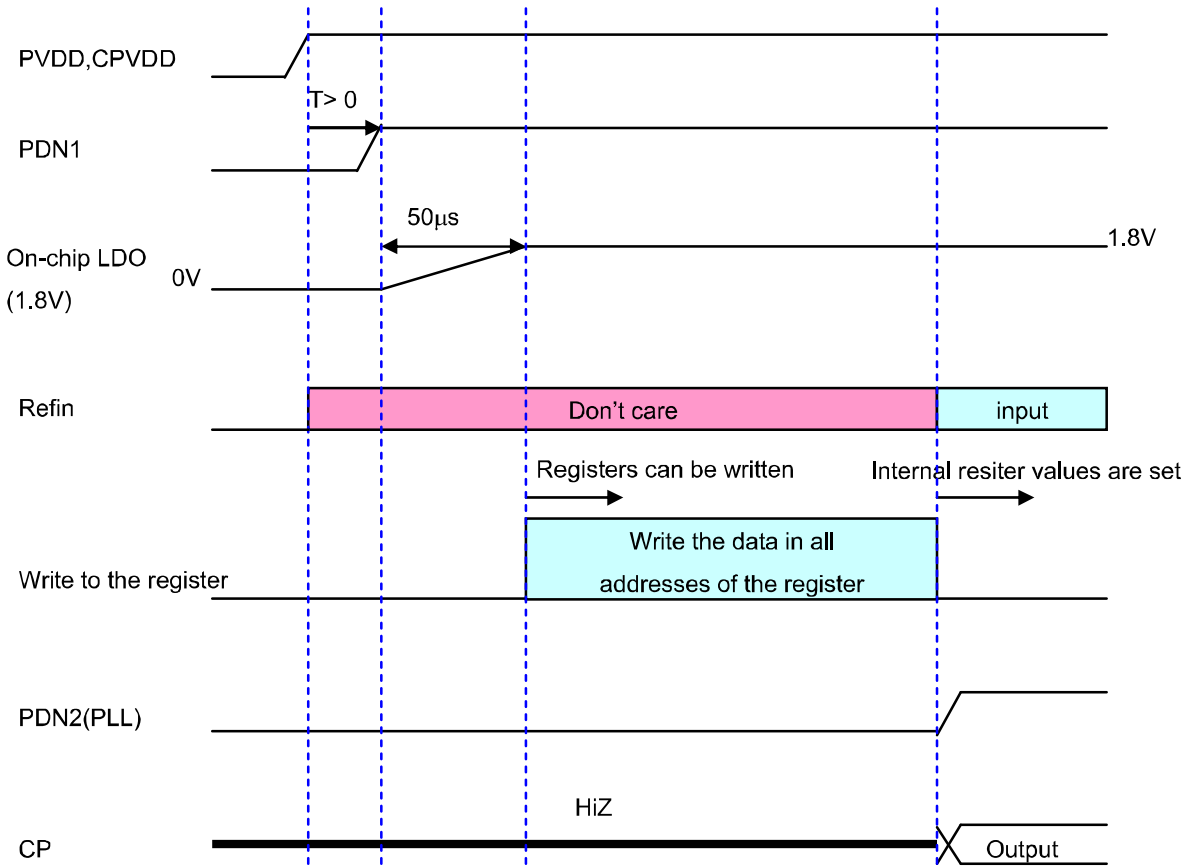 PVDD,CPVDD
T> 0
PDN1
50μs
On-chip LDO
(1.8V)
0V
1.8V
Refin
Don't care
input
Registers can be written
Internal resiter values are set
Write the data in all
addresses of the register
Write to the register
PDN2(PLL)
HiZ
CP
Output